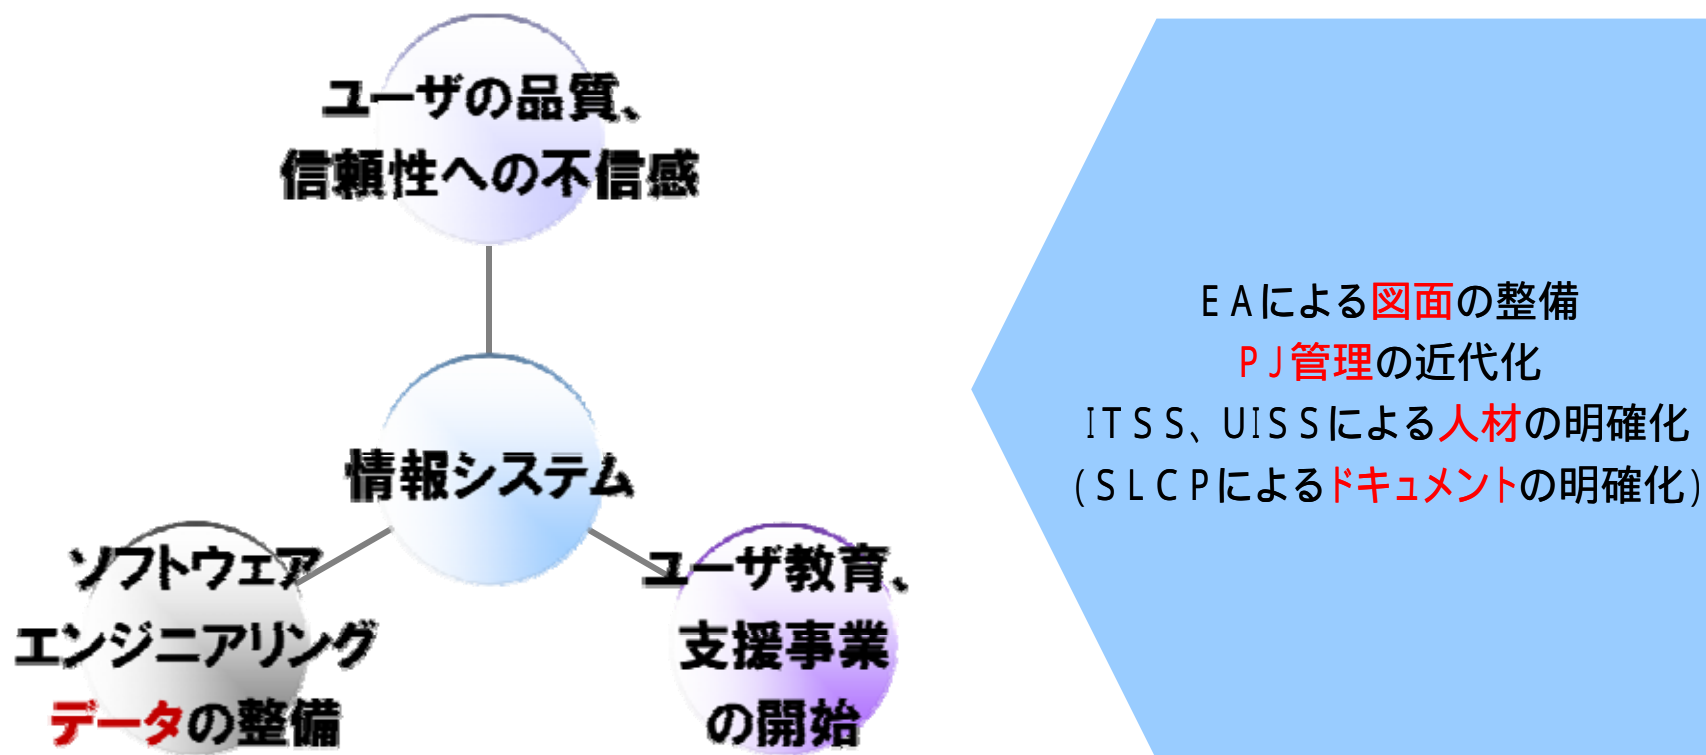 ユーザの品質、
信頼性への不信感
情報システム
ソフトウェア
エンジニアリング
データの整備
ユーザ教育、
支援事業
の開始
EAによる図面の整備
PJ管理の近代化
ITSS、UISSによる人材の明確化
(SLCPによるドキュメントの明確化)